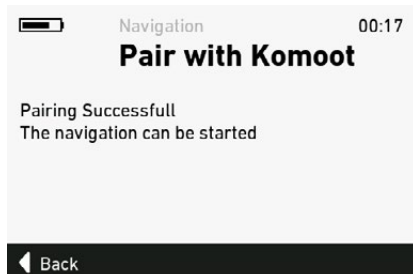 Navigation
00:17
Pair with Komoot
Pairing Successfull
The navigation can be started
Back